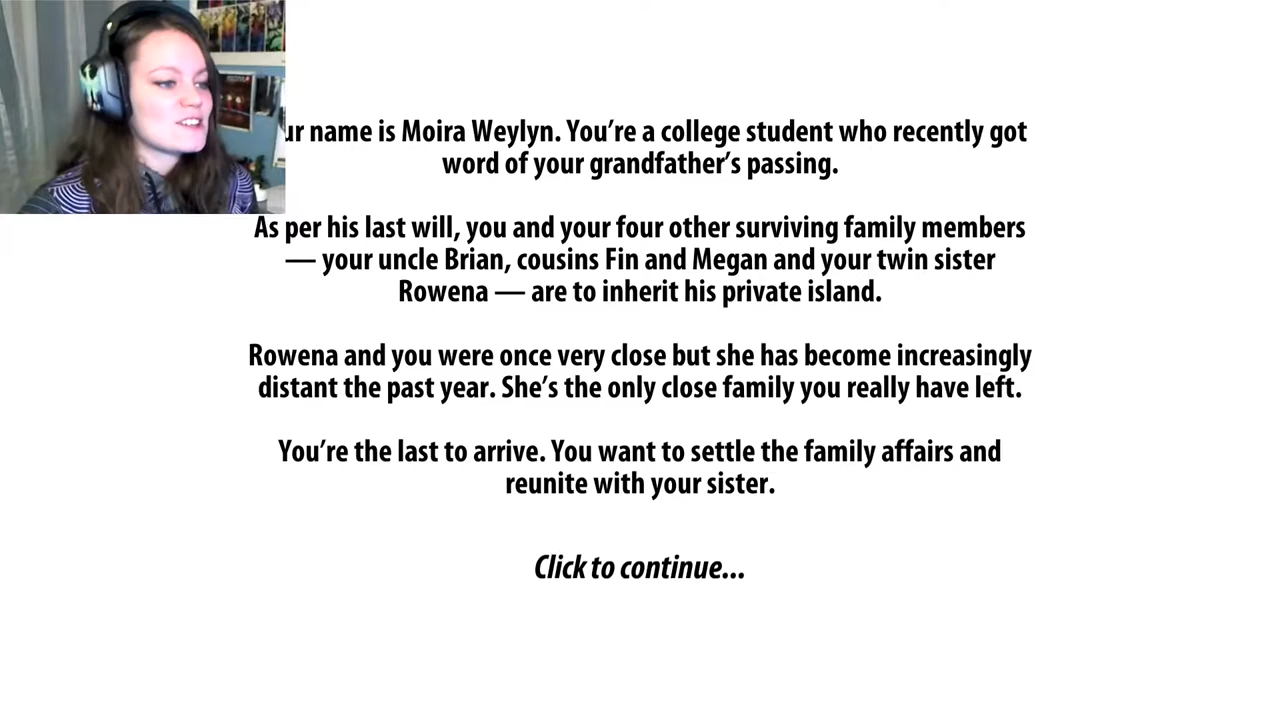 ur name is Moira Weylyn. You're a college student who recently got
word of your grandfather's passing.
As per his last will, you and your four other surviving family members
— your uncle Brian, cousins Fin and Megan and your twin sister
Rowena — are to inherit his private island.
Rowena and you were once very close but she has become increasingly
distant the past year. She's the only close family you really have left.
You're the last to arrive. You want to settle the family affairs and
reunite with your sister.
Click to continue...